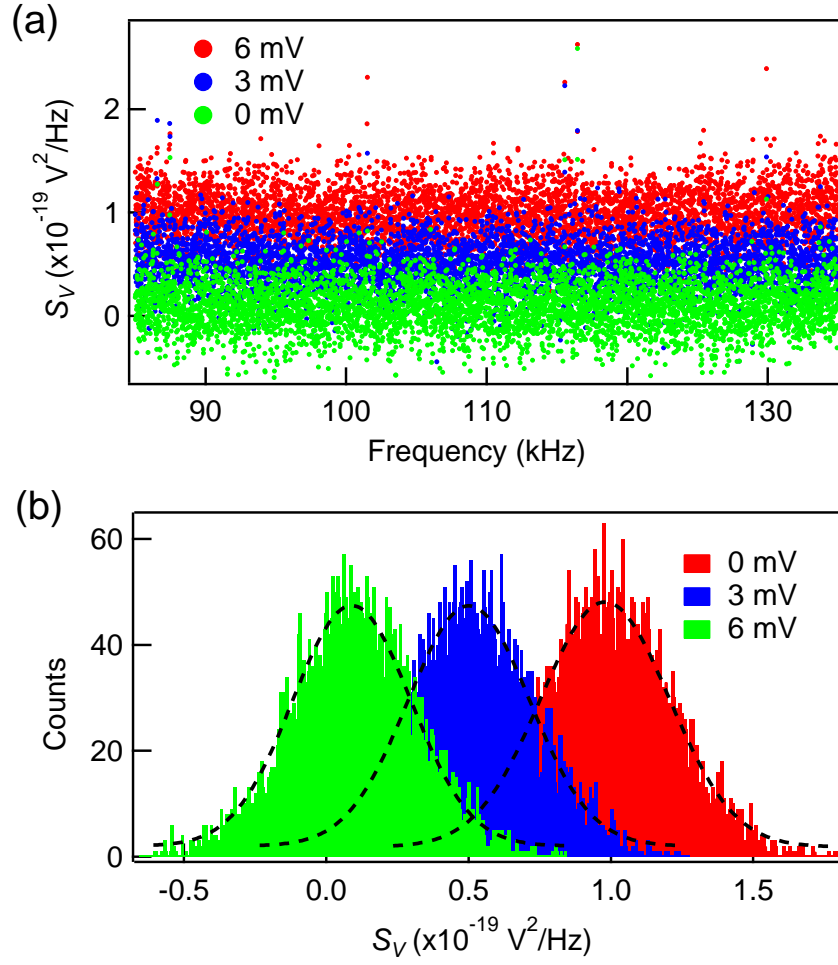 (a)
6 mV
3 mV
0 mV
2
1
0
S_V (x10^-19 V^2/Hz)
90 100 110 120 130
Frequency (kHz)
(b)
60
40
20
0
Counts
0 mV
3 mV
6 mV
-0.5 0.0 0.5 1.0 1.5
S_V (x10^-19 V^2/Hz)